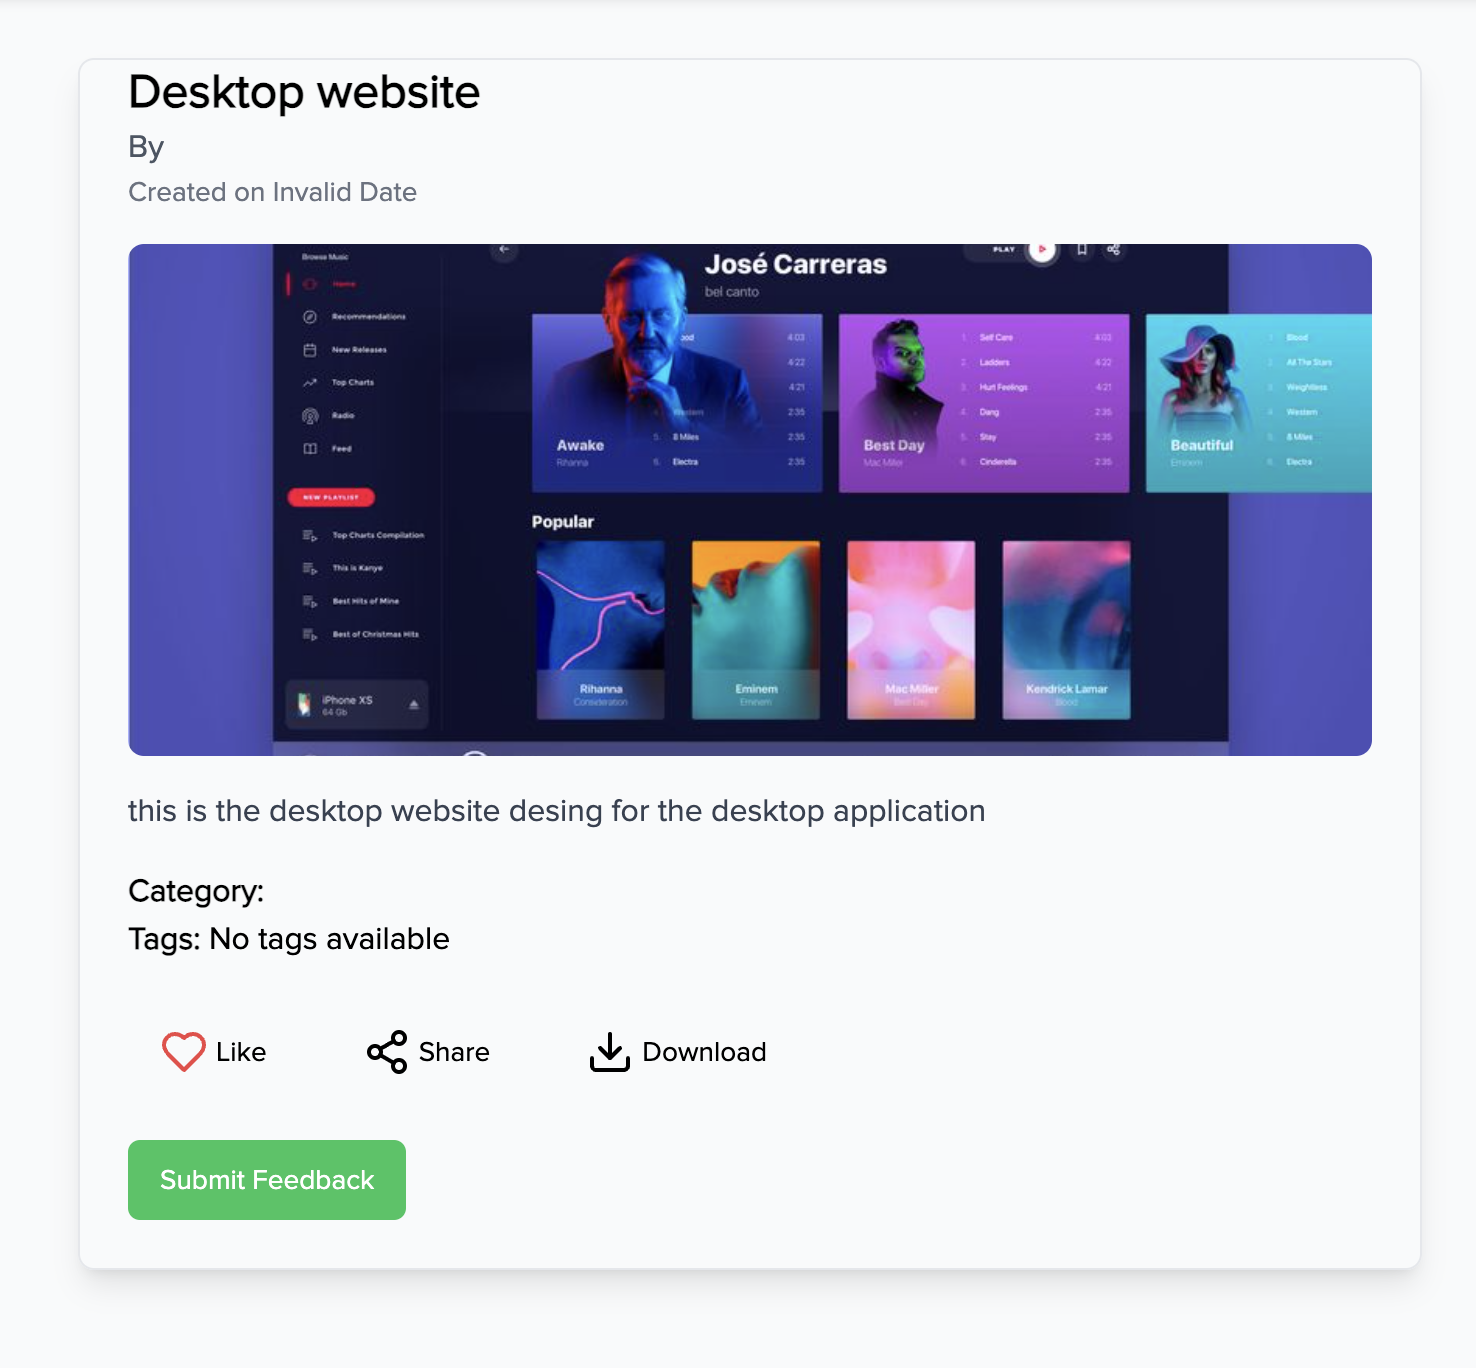 Desktop website
By
Created on Invalid Date
Browse Music
Home
Recommendations
New Releases
Top Charts
Radio
Feed
NEW PLAYLIST
Top Charts Compilation
This is Kanye
Best Hits of Mine
Best of Christmas Hits
iPhone XS
64 Gb
PLAY
José Carreras
bel canto
ood 4:03
4:22
4:21
4. Western 2:35
5. 8 Miles 2:35
6. Electra 2:35
Awake
Rihanna
1. Self Care 4:03
2. Ladders 4:22
3. Hurt Feelings 4:21
4. Dang 2:35
5. Stay 2:35
6. Cinderella 2:35
Best Day
Mac Miller
1. Blood
2. All The Stars
3. Weightless
4. Western
5. 8 Miles
6. Electra
Beautiful
Eminem
Popular
Rihanna
Consideration
Eminem
Eminem
Mac Miller
Best Day
Kendrick Lamar
Blood
this is the desktop website desing for the desktop application
Category:
Tags: No tags available
Like
Share
Download
Submit Feedback